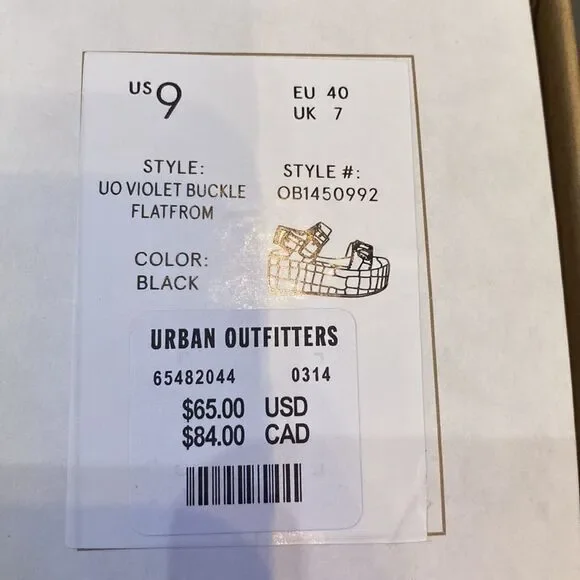 US 9
EU 40
UK 7
STYLE:
UO VIOLET BUCKLE
FLATFROM
STYLE #:
OB1450992
COLOR:
BLACK
URBAN OUTFITTERS
65482044 0314
$65.00 USD
$84.00 CAD